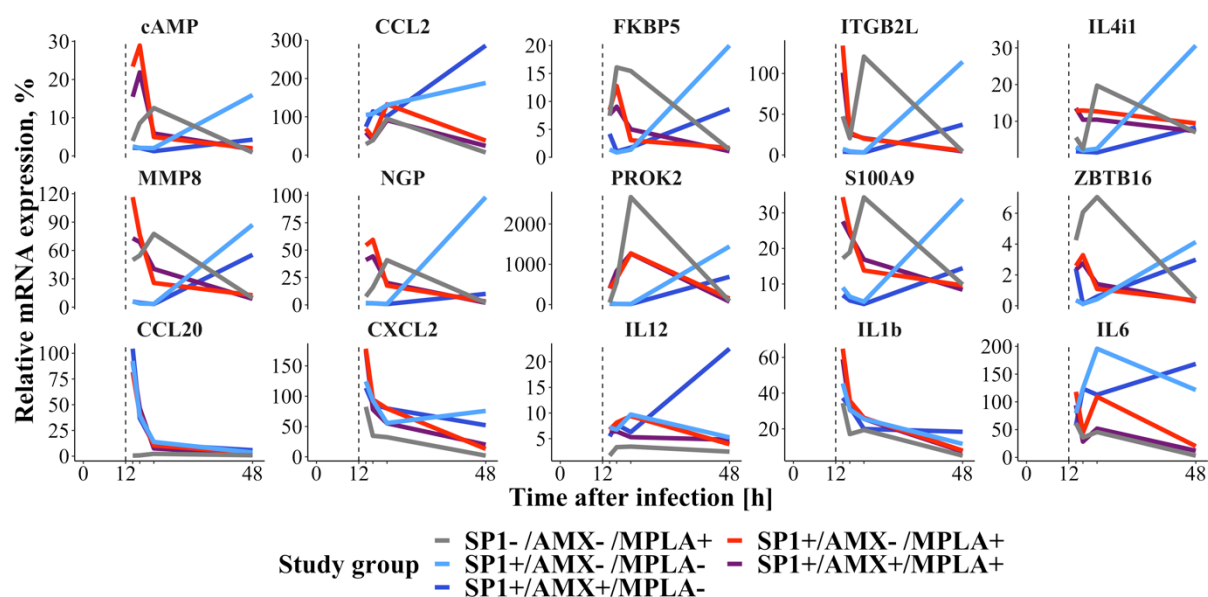 cAMP CCL2 FKBP5 ITGB2L IL4i1
30 20 10 0
300 200 100 0
20 15 10 5 0
100 50 0
30 20 10
MMP8 NGP PROK2 S100A9 ZBTB16
120 90 60 30 0
100 75 50 25 0
2000 1000 0
30 20 10
6 4 2 0
CCL20 CXCL2 IL12 IL1b IL6
100 75 50 25 0
150 100 50 0
20 15 10 5
60 40 20
200 150 100 50 0
0 12 48 0 12 48 0 12 48 0 12 48 0 12 48
Relative mRNA expression, %
Time after infection [h]
Study group
SP1- /AMX- /MPLA+ SP1+/AMX- /MPLA+
SP1+/AMX- /MPLA- SP1+/AMX+/MPLA+
SP1+/AMX+/MPLA-